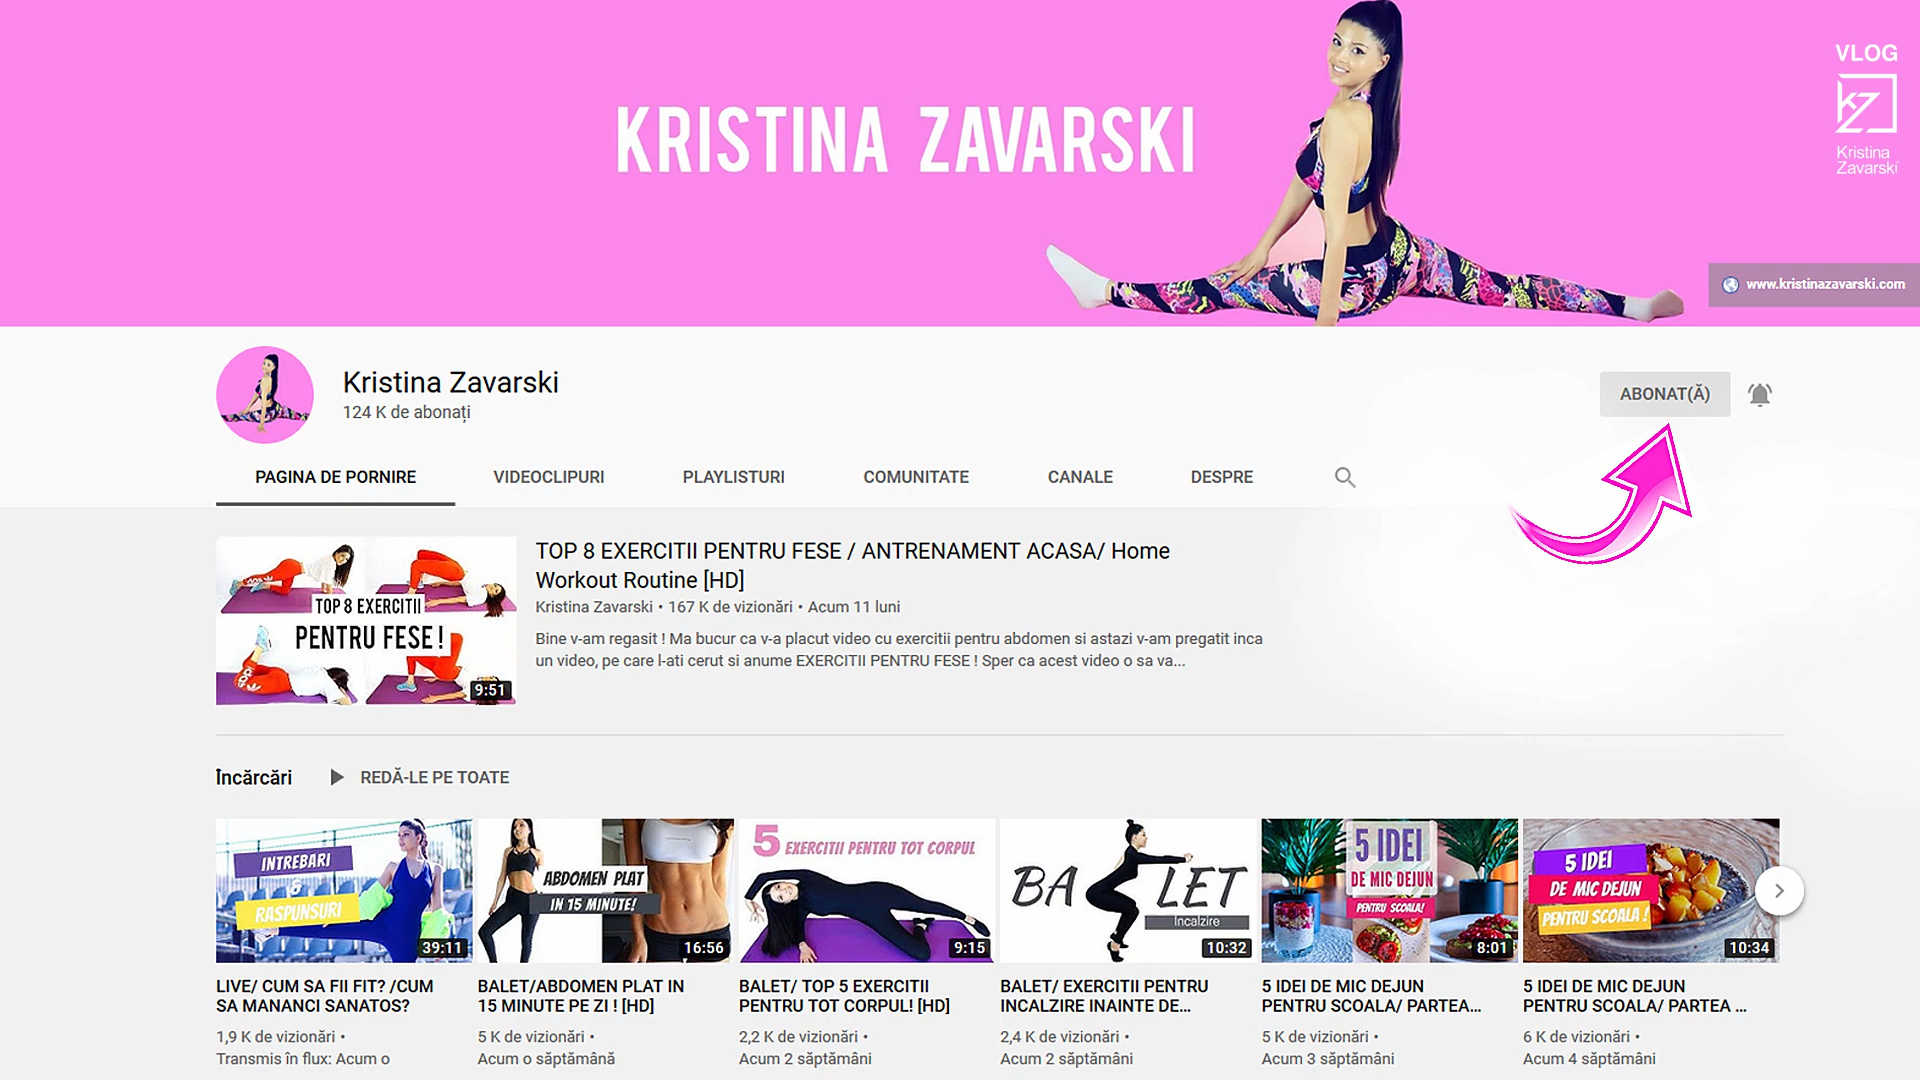 VLOG
KZ
Kristina
Zavarski
KRISTINA ZAVARSKI
www.kristinazavarski.com
Kristina Zavarski
124 K de abonați
ABONAT(Ă)
PAGINA DE PORNIRE
VIDEOCLIPURI
PLAYLISTURI
COMUNITATE
CANALE
DESPRE
TOP 8 EXERCITII
PENTRU FESE !
9:51
TOP 8 EXERCITII PENTRU FESE / ANTRENAMENT ACASA/ Home
Workout Routine [HD]
Kristina Zavarski • 167 K de vizionări • Acum 11 luni
Bine v-am regasit ! Ma bucur ca v-a placut video cu exercitii pentru abdomen si astazi v-am pregatit inca
un video, pe care l-ati cerut si anume EXERCITII PENTRU FESE ! Sper ca acest video o sa va...
Încărcări
REDĂ-LE PE TOATE
INTREBARI
&
RASPUNSURI
39:11
LIVE/ CUM SA FII FIT? /CUM
SA MANANCI SANATOS?
1,9 K de vizionări •
Transmis în flux: Acum o
ABDOMEN PLAT
IN 15 MINUTE!
16:56
BALET/ABDOMEN PLAT IN
15 MINUTE PE ZI ! [HD]
5 K de vizionări •
Acum o săptămână
5 EXERCITII PENTRU TOT CORPUL
9:15
BALET/ TOP 5 EXERCITII
PENTRU TOT CORPUL! [HD]
2,2 K de vizionări •
Acum 2 săptămâni
BA LET
Incalzire
10:32
BALET/ EXERCITII PENTRU
INCALZIRE INAINTE DE...
2,4 K de vizionări •
Acum 2 săptămâni
5 IDEI
DE MIC DEJUN
PENTRU SCOALA!
8:01
5 IDEI DE MIC DEJUN
PENTRU SCOALA/ PARTEA...
5 K de vizionări •
Acum 3 săptămâni
5 IDEI
DE MIC DEJUN
PENTRU SCOALA !
10:34
5 IDEI DE MIC DEJUN
PENTRU SCOALA/ PARTEA ...
6 K de vizionări •
Acum 4 săptămâni